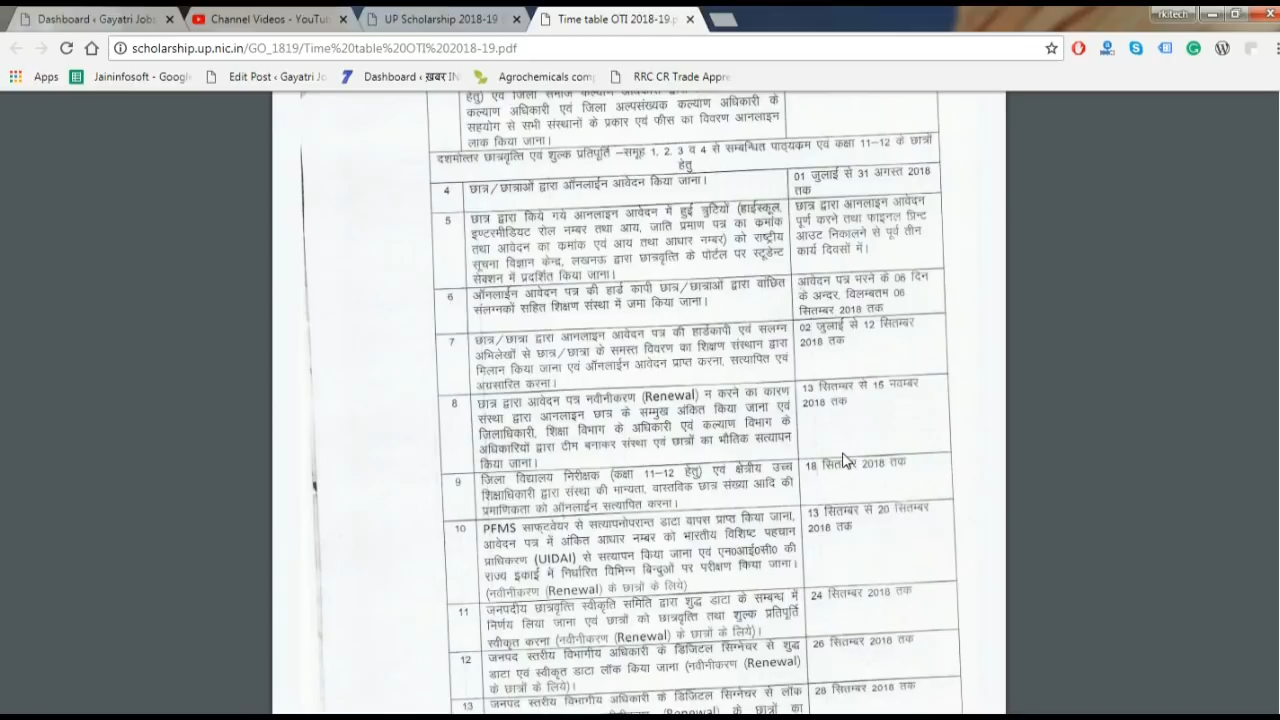 Dashboard ‹ Gayatri Jobs
Channel Videos - YouTu
UP Scholarship 2018-19
Time table OTI 2018-19.p
rkitech
scholarship.up.nic.in/GO_1819/Time%20table%20OTI%202018-19.pdf
Apps
Jaininfosoft - Googl
Edit Post ‹ Gayatri Jo
Dashboard ‹ ख़बर IN
Agrochemicals com
RRC CR Trade Appre
हेतु) एवं जिला समाज कल्याण
कल्याण अधिकारी एवं जिला अल्पसंख्यक कल्याण अधिकारी के
सहयोग से सभी संस्थानों के प्रकार एवं फीस का विवरण आनलाइन
लाक किया जाना।
दशमोत्तर छात्रवृत्ति एवं शुल्क प्रतिपूर्ति –समूह 1, 2, 3 व 4 से सम्बन्धित पाठ्यक्रम एवं कक्षा 11–12 के छात्रों
हेतु
4
छात्र/छात्राओं द्वारा ऑनलाईन आवेदन किया जाना।
01 जुलाई से 31 अगस्त 2018
तक
5
छात्र द्वारा किये गये आनलाइन आवेदन में हुई त्रुटियों (हाईस्कूल,
इण्टरमीडियट रोल नम्बर तथा आय, जाति प्रमाण पत्र का क्रमांक
तथा आवेदन का क्रमांक एवं आय तथा आधार नम्बर) को राष्ट्रीय
सूचना विज्ञान केन्द्र, लखनऊ द्वारा छात्रवृत्ति के पोर्टल पर स्टूडेन्ट
सेक्शन में प्रदर्शित किया जाना।
छात्र द्वारा आनलाइन आवेदन
पूर्ण करने तथा फाइनल प्रिन्ट
आउट निकालने से पूर्व तीन
कार्य दिवसों में।
6
ऑनलाईन आवेदन पत्र की हार्ड कापी छात्र/छात्राओं द्वारा वांछित
संलग्नकों सहित शिक्षण संस्था में जमा किया जाना।
आवेदन पत्र भरने के 06 दिन
के अन्दर, विलम्बतम 06
सितम्बर 2018 तक
7
छात्र/छात्रा द्वारा आनलाइन आवेदन पत्र की हार्डकापी एवं संलग्न
अभिलेखों से छात्र/छात्रा के समस्त विवरण का शिक्षण संस्थान द्वारा
मिलान किया जाना एवं ऑनलाईन आवेदन प्राप्त करना, सत्यापित एवं
अग्रसारित करना।
02 जुलाई से 12 सितम्बर
2018 तक
8
छात्र द्वारा आवेदन पत्र नवीनीकरण (Renewal) न करने का कारण
संस्था द्वारा आनलाइन छात्र के सम्मुख अंकित किया जाना एवं
जिलाधिकारी, शिक्षा विभाग के अधिकारी एवं कल्याण विभाग के
अधिकारियों द्वारा टीम बनाकर संस्था एवं छात्रों का भौतिक सत्यापन
किया जाना।
13 सितम्बर से 15 नवम्बर
2018 तक
9
जिला विद्यालय निरीक्षक (कक्षा 11–12 हेतु) एवं क्षेत्रीय उच्च
शिक्षाधिकारी द्वारा संस्था की मान्यता, वास्तविक छात्र संख्या आदि की
प्रमाणिकता को ऑनलाईन सत्यापित करना।
18 सितम्बर 2018 तक
10
PFMS साफ्टवेयर से सत्यापनोपरान्त डाटा वापस प्राप्त किया जाना,
आवेदन पत्र में अंकित आधार नम्बर को भारतीय विशिष्ट पहचान
प्राधिकरण (UIDAI) से सत्यापन किया जाना एवं एन0आई0सी0 की
राज्य इकाई में निर्धारित विभिन्न बिन्दुओं पर परीक्षण किया जाना।
(नवीनीकरण (Renewal) के छात्रों के लिये)
13 सितम्बर से 20 सितम्बर
2018 तक
11
जनपदीय छात्रवृत्ति स्वीकृति समिति द्वारा शुद्ध डाटा के सम्बन्ध में
निर्णय लिया जाना एवं छात्रों को छात्रवृत्ति तथा शुल्क प्रतिपूर्ति
स्वीकृत करना (नवीनीकरण (Renewal) के छात्रों के लिये)।
24 सितम्बर 2018 तक
12
जनपद स्तरीय विभागीय अधिकारी के डिजिटल सिग्नेचर से शुद्ध
डाटा एवं स्वीकृत डाटा लॉक किया जाना (नवीनीकरण (Renewal)
के छात्रों के लिये)।
26 सितम्बर 2018 तक
13
जनपद स्तरीय विभागीय अधिकारी के डिजिटल सिग्नेचर से लॉक
(Renewal) के छात्रों का
28 सितम्बर 2018 तक